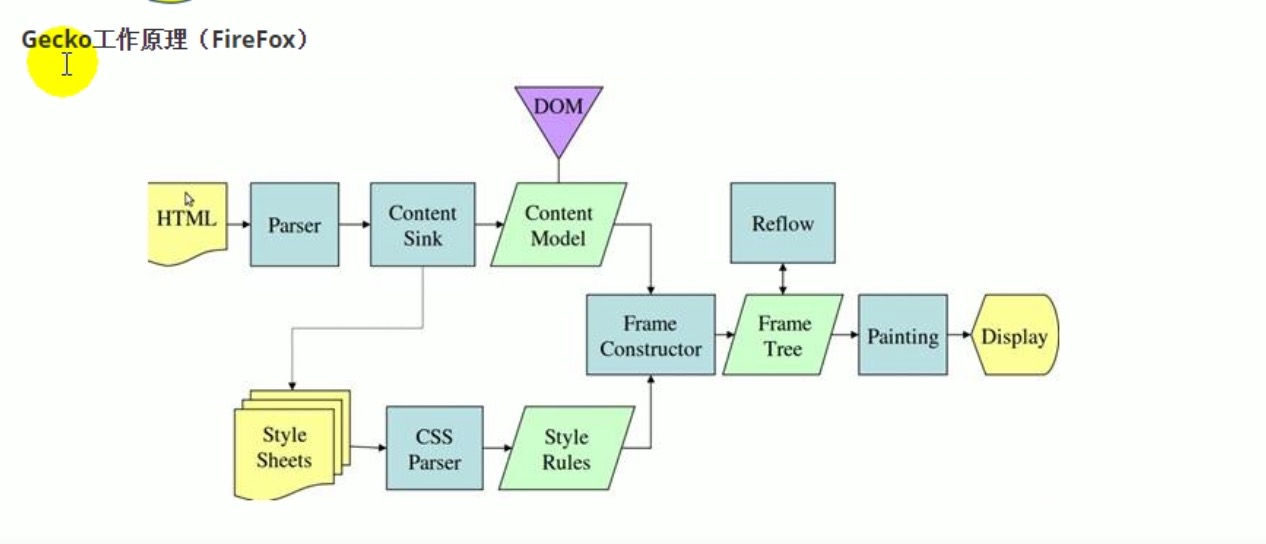 Gecko工作原理（FireFox）
DOM
HTML
Parser
Content
Sink
Content
Model
Reflow
Frame
Constructor
Frame
Tree
Painting
Display
Style
Sheets
CSS
Parser
Style
Rules